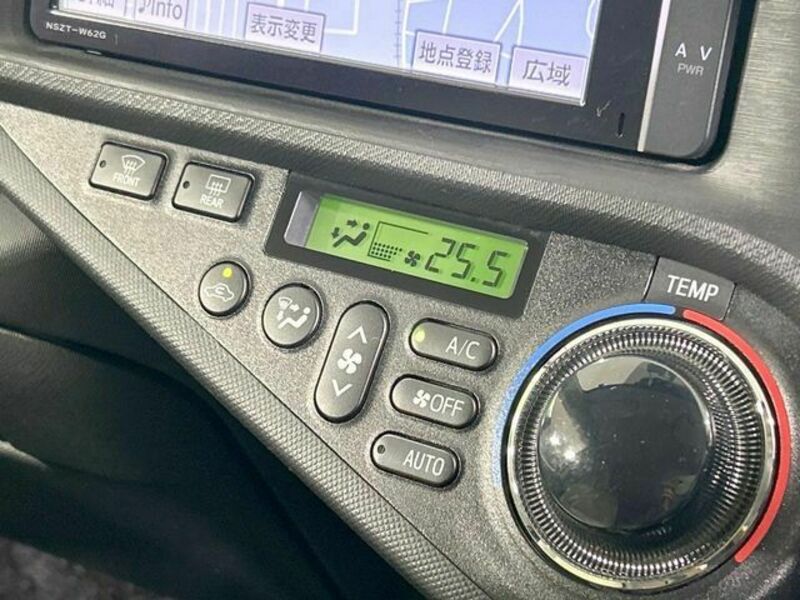 ♪Info
表示変更
地点登録
広域
NSZT-W62G
A V
PWR
FRONT
REAR
25.5
TEMP
A/C
OFF
AUTO